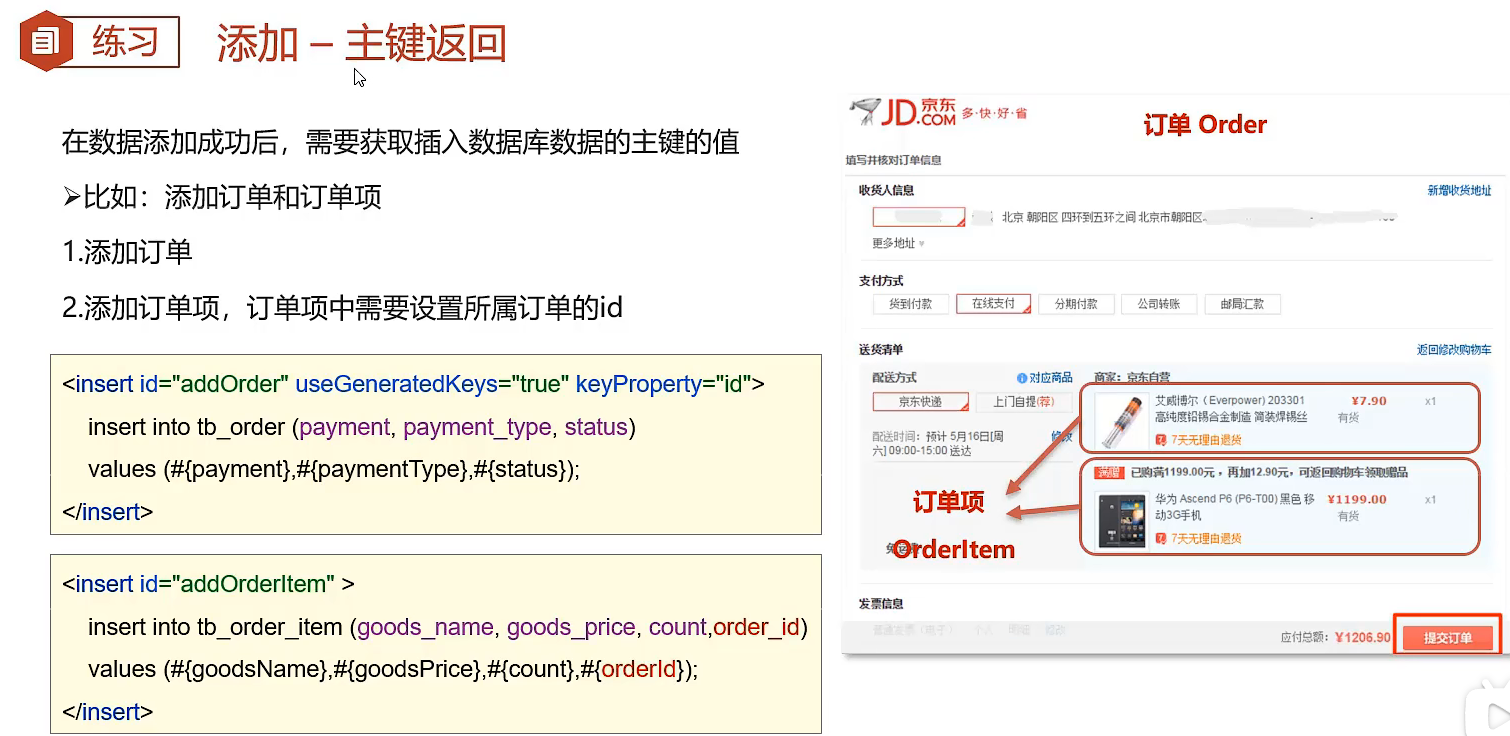 练习
添加 – 主键返回
在数据添加成功后，需要获取插入数据库数据的主键的值
➢比如：添加订单和订单项
1.添加订单
2.添加订单项，订单项中需要设置所属订单的id
<insert id="addOrder" useGeneratedKeys="true" keyProperty="id">
insert into tb_order (payment, payment_type, status)
values (#{payment},#{paymentType},#{status});
</insert>
<insert id="addOrderItem" >
insert into tb_order_item (goods_name, goods_price, count,order_id)
values (#{goodsName},#{goodsPrice},#{count},#{orderId});
</insert>
JD.COM 京东 多·快·好·省
订单 Order
填写并核对订单信息
收货人信息 新增收货地址
北京 朝阳区 四环到五环之间 北京市朝阳区
更多地址
支付方式
货到付款 在线支付 分期付款 公司转账 邮局汇款
送货清单 返回修改购物车
配送方式 对应商品
商家：京东自营
京东快递 上门自提(荐)
配送时间：预计 5月16日[周
六] 09:00-15:00 送达
修改
艾威博尔（Everpower) 203301 ¥7.90 x1
高纯度铅锡合金制造 筒装焊锡丝 有货
7天无理由退货
满赠 已购满1199.00元，再加12.90元，可返回购物车领取赠品
华为 Ascend P6 (P6-T00) 黑色 移 ¥1199.00 x1
动3G手机 有货
7天无理由退货
订单项
OrderItem
发票信息
普通发票（电子） 个人 明细 修改
应付总额：¥1206.90 提交订单